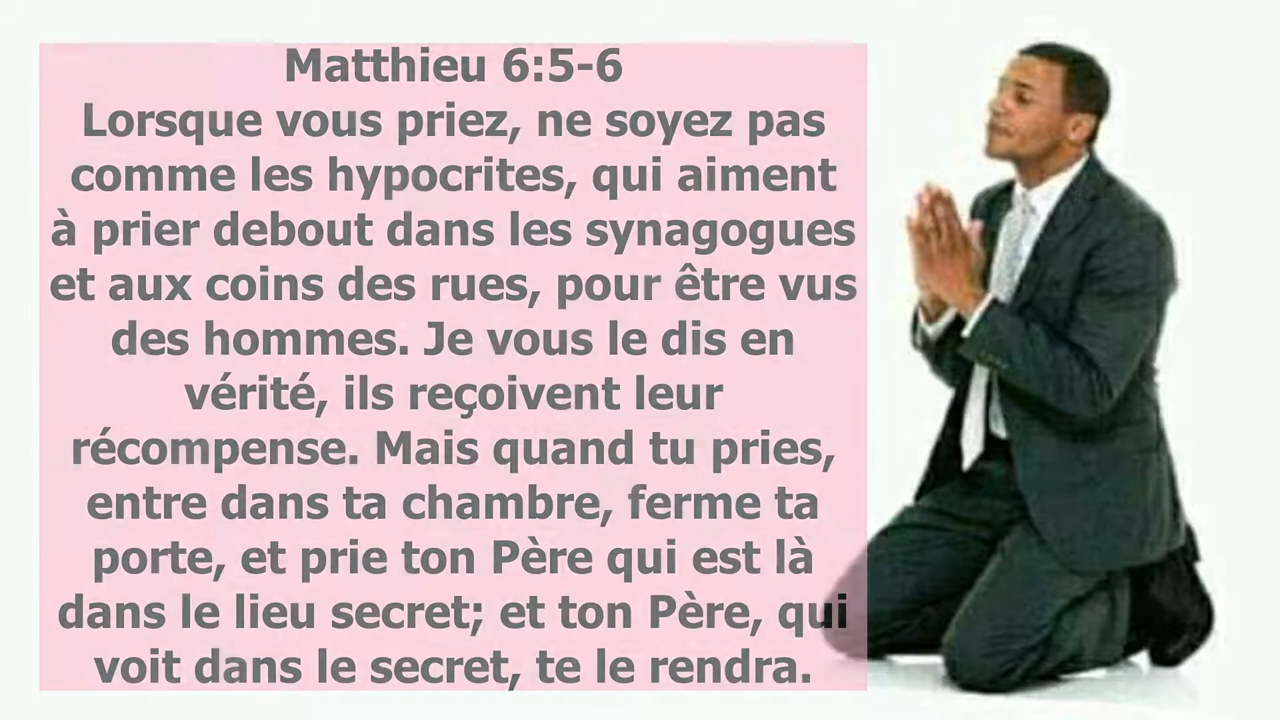 Matthieu 6:5-6
Lorsque vous priez, ne soyez pas
comme les hypocrites, qui aiment
à prier debout dans les synagogues
et aux coins des rues, pour être vus
des hommes. Je vous le dis en
vérité, ils reçoivent leur
récompense. Mais quand tu pries,
entre dans ta chambre, ferme ta
porte, et prie ton Père qui est là
dans le lieu secret; et ton Père, qui
voit dans le secret, te le rendra.